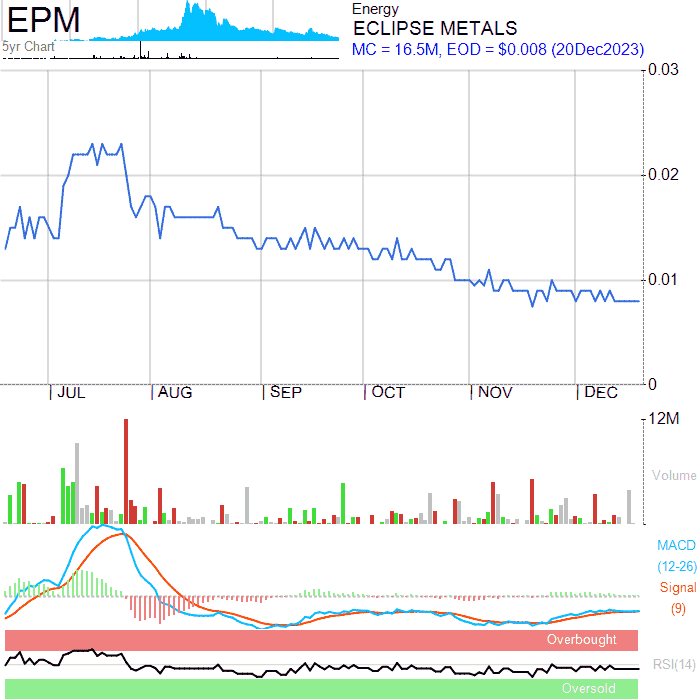 EPM
5yr Chart
Energy
ECLIPSE METALS
MC = 16.5M, EOD = $0.008 (20Dec2023)
0.03
0.02
0.01
0
JUL AUG SEP OCT NOV DEC
12M
Volume
MACD
(12-26)
Signal
(9)
Overbought
RSI(14)
Oversold